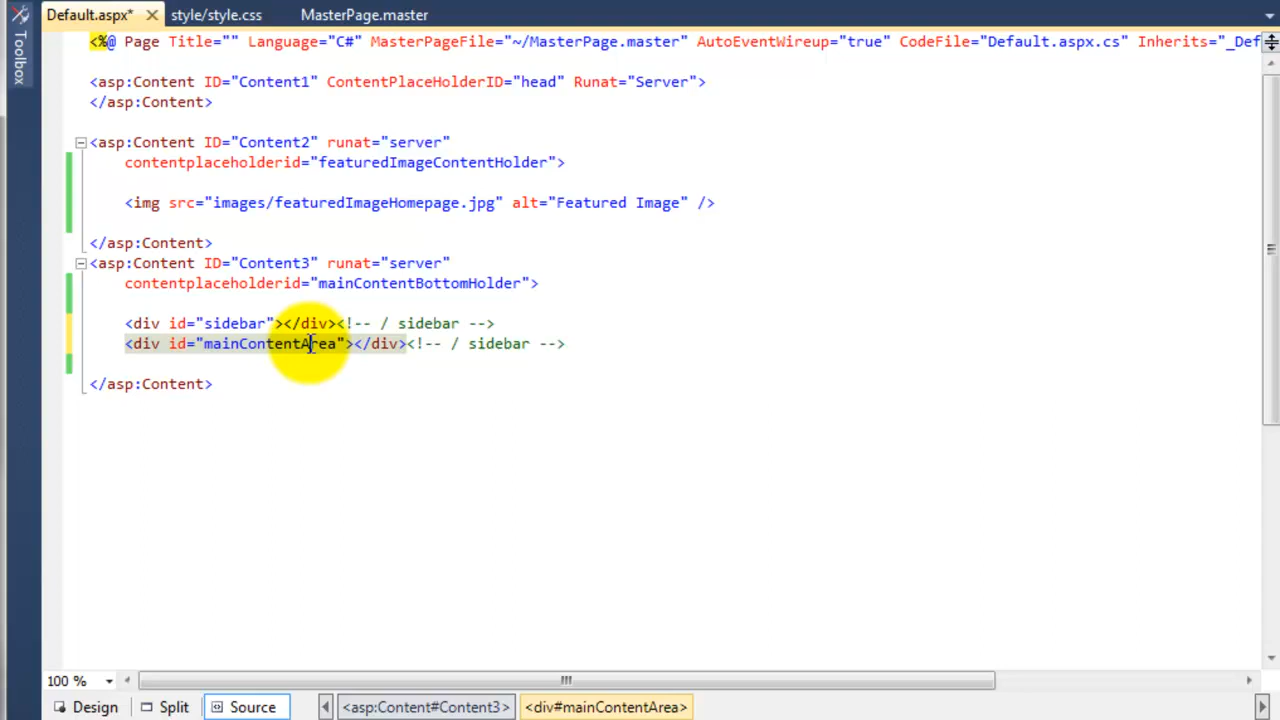 Default.aspx* style/style.css MasterPage.master
Toolbox
<%@ Page Title="" Language="C#" MasterPageFile="~/MasterPage.master" AutoEventWireup="true" CodeFile="Default.aspx.cs" Inherits="_Def
<asp:Content ID="Content1" ContentPlaceHolderID="head" Runat="Server">
</asp:Content>
<asp:Content ID="Content2" runat="server"
contentplaceholderid="featuredImageContentHolder">
<img src="images/featuredImageHomepage.jpg" alt="Featured Image" />
</asp:Content>
<asp:Content ID="Content3" runat="server"
contentplaceholderid="mainContentBottomHolder">
<div id="sidebar"></div><!-- / sidebar -->
<div id="mainContentArea"></div><!-- / sidebar -->
</asp:Content>
100 %
Design Split Source <asp:Content#Content3> <div#mainContentArea>